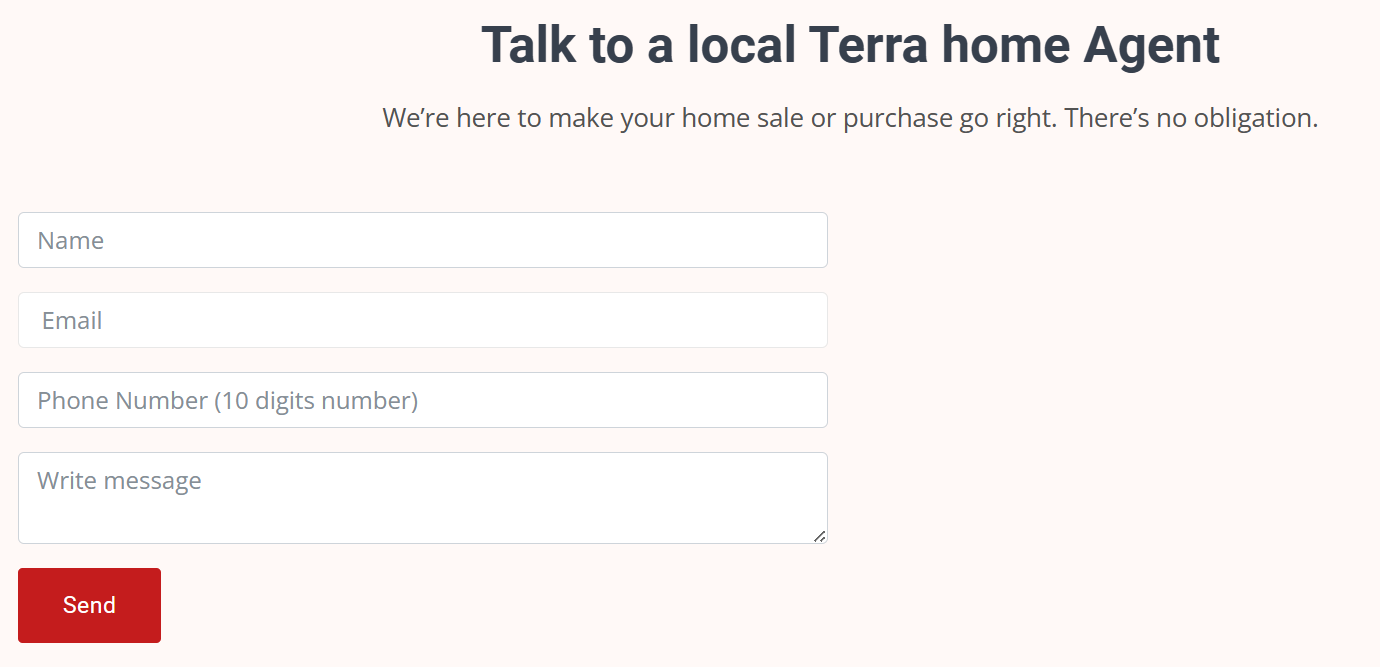 Talk to a local Terra home Agent
We’re here to make your home sale or purchase go right. There’s no obligation.
Name
Email
Phone Number (10 digits number)
Write message
Send